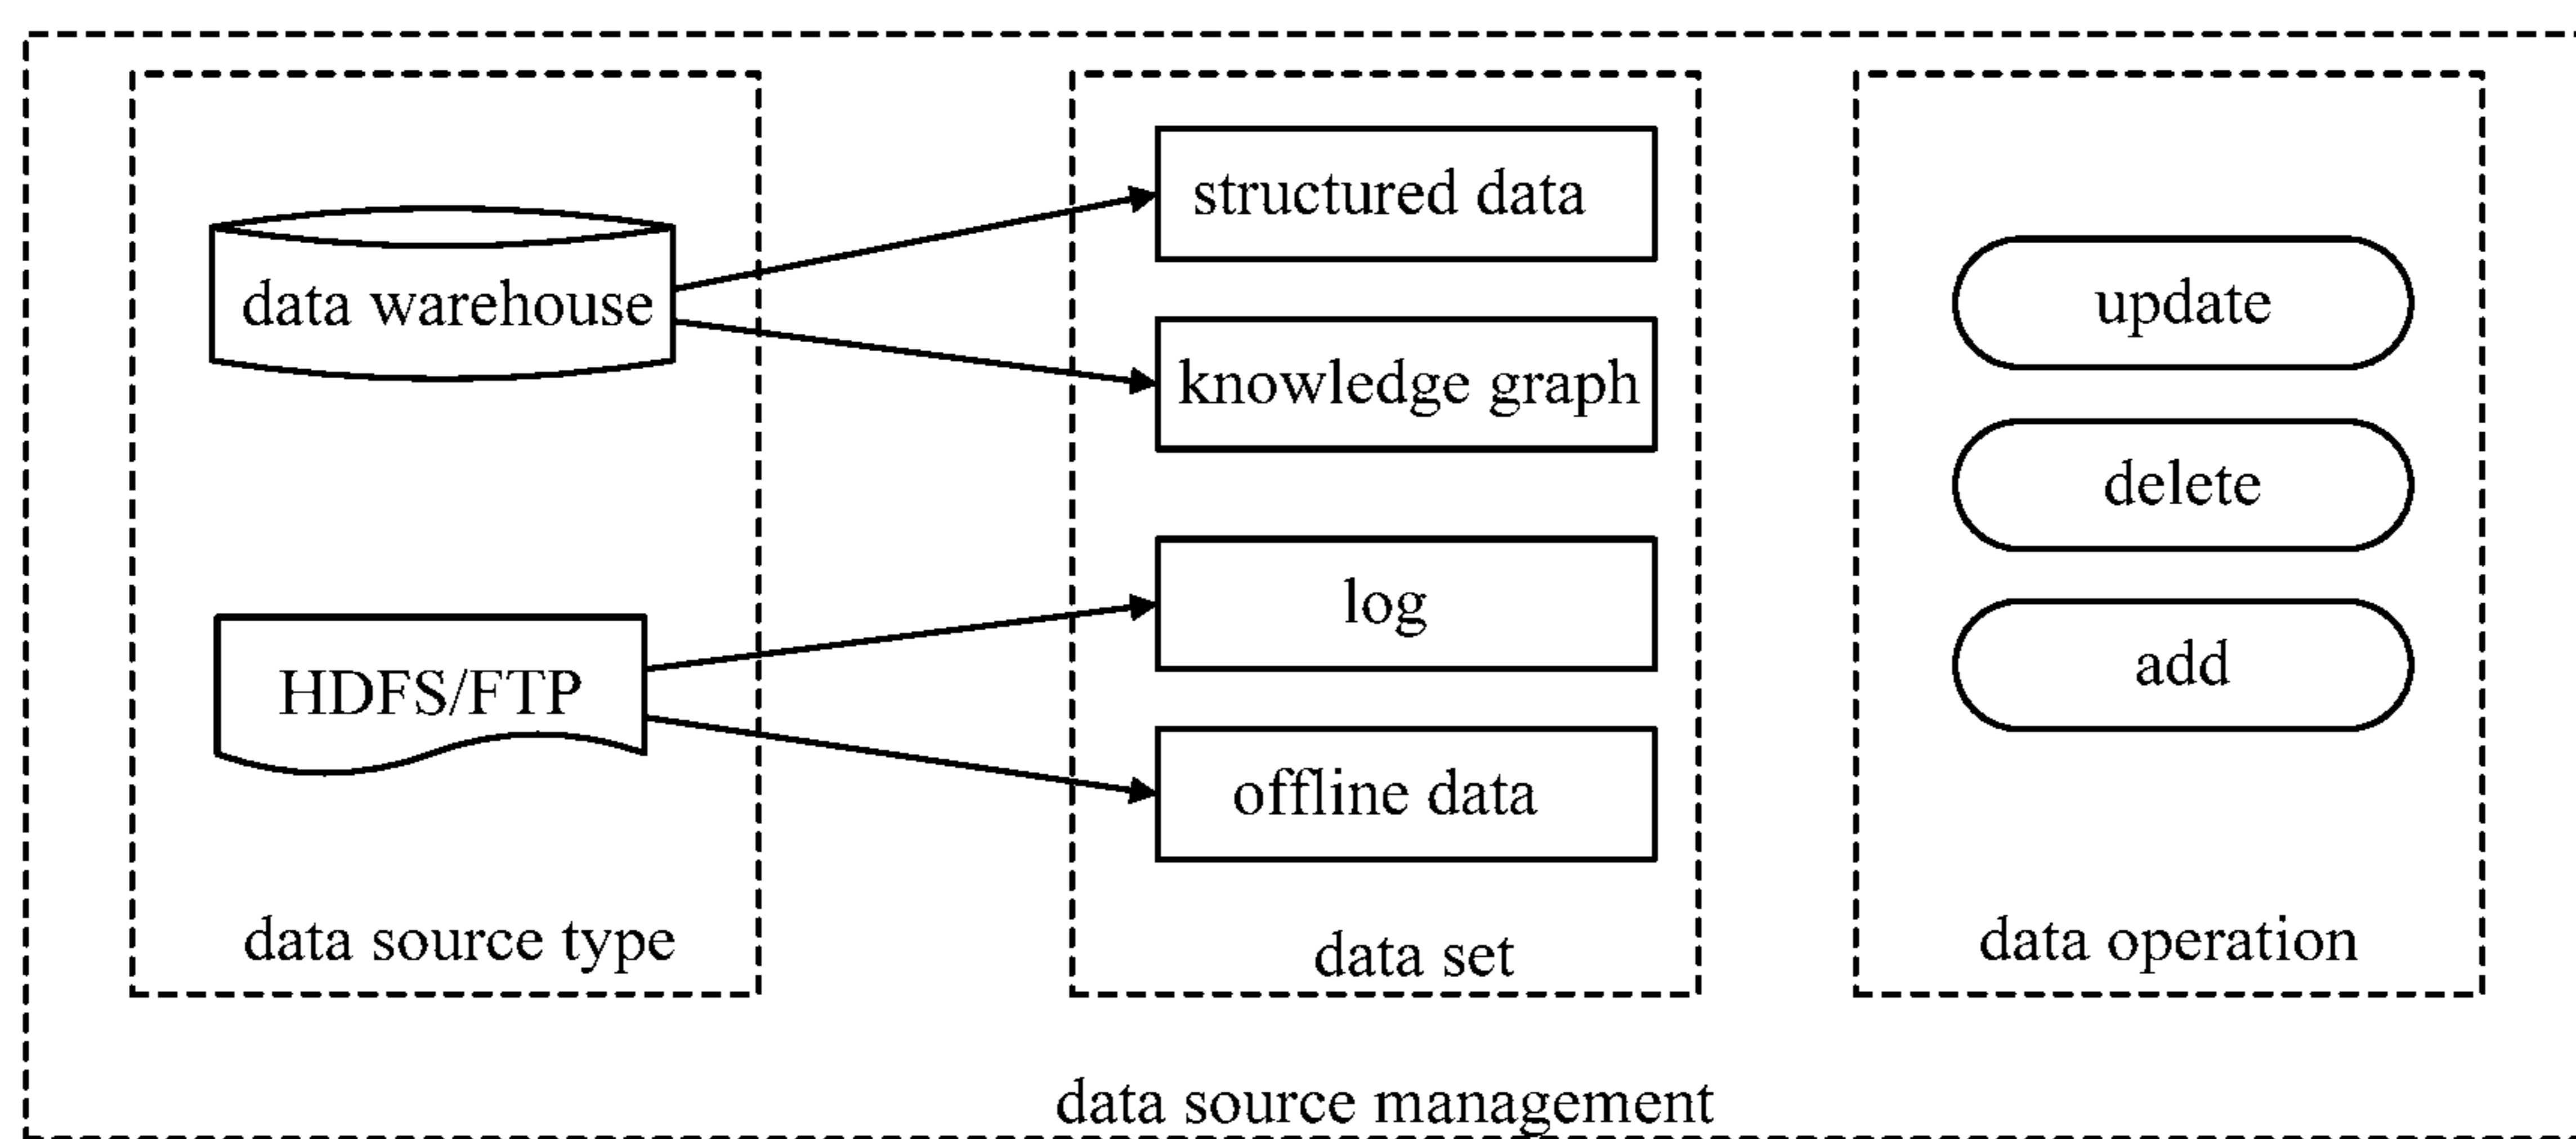 data warehouse
HDFS/FTP
data source type
structured data
knowledge graph
log
offline data
data set
update
delete
add
data operation
data source management